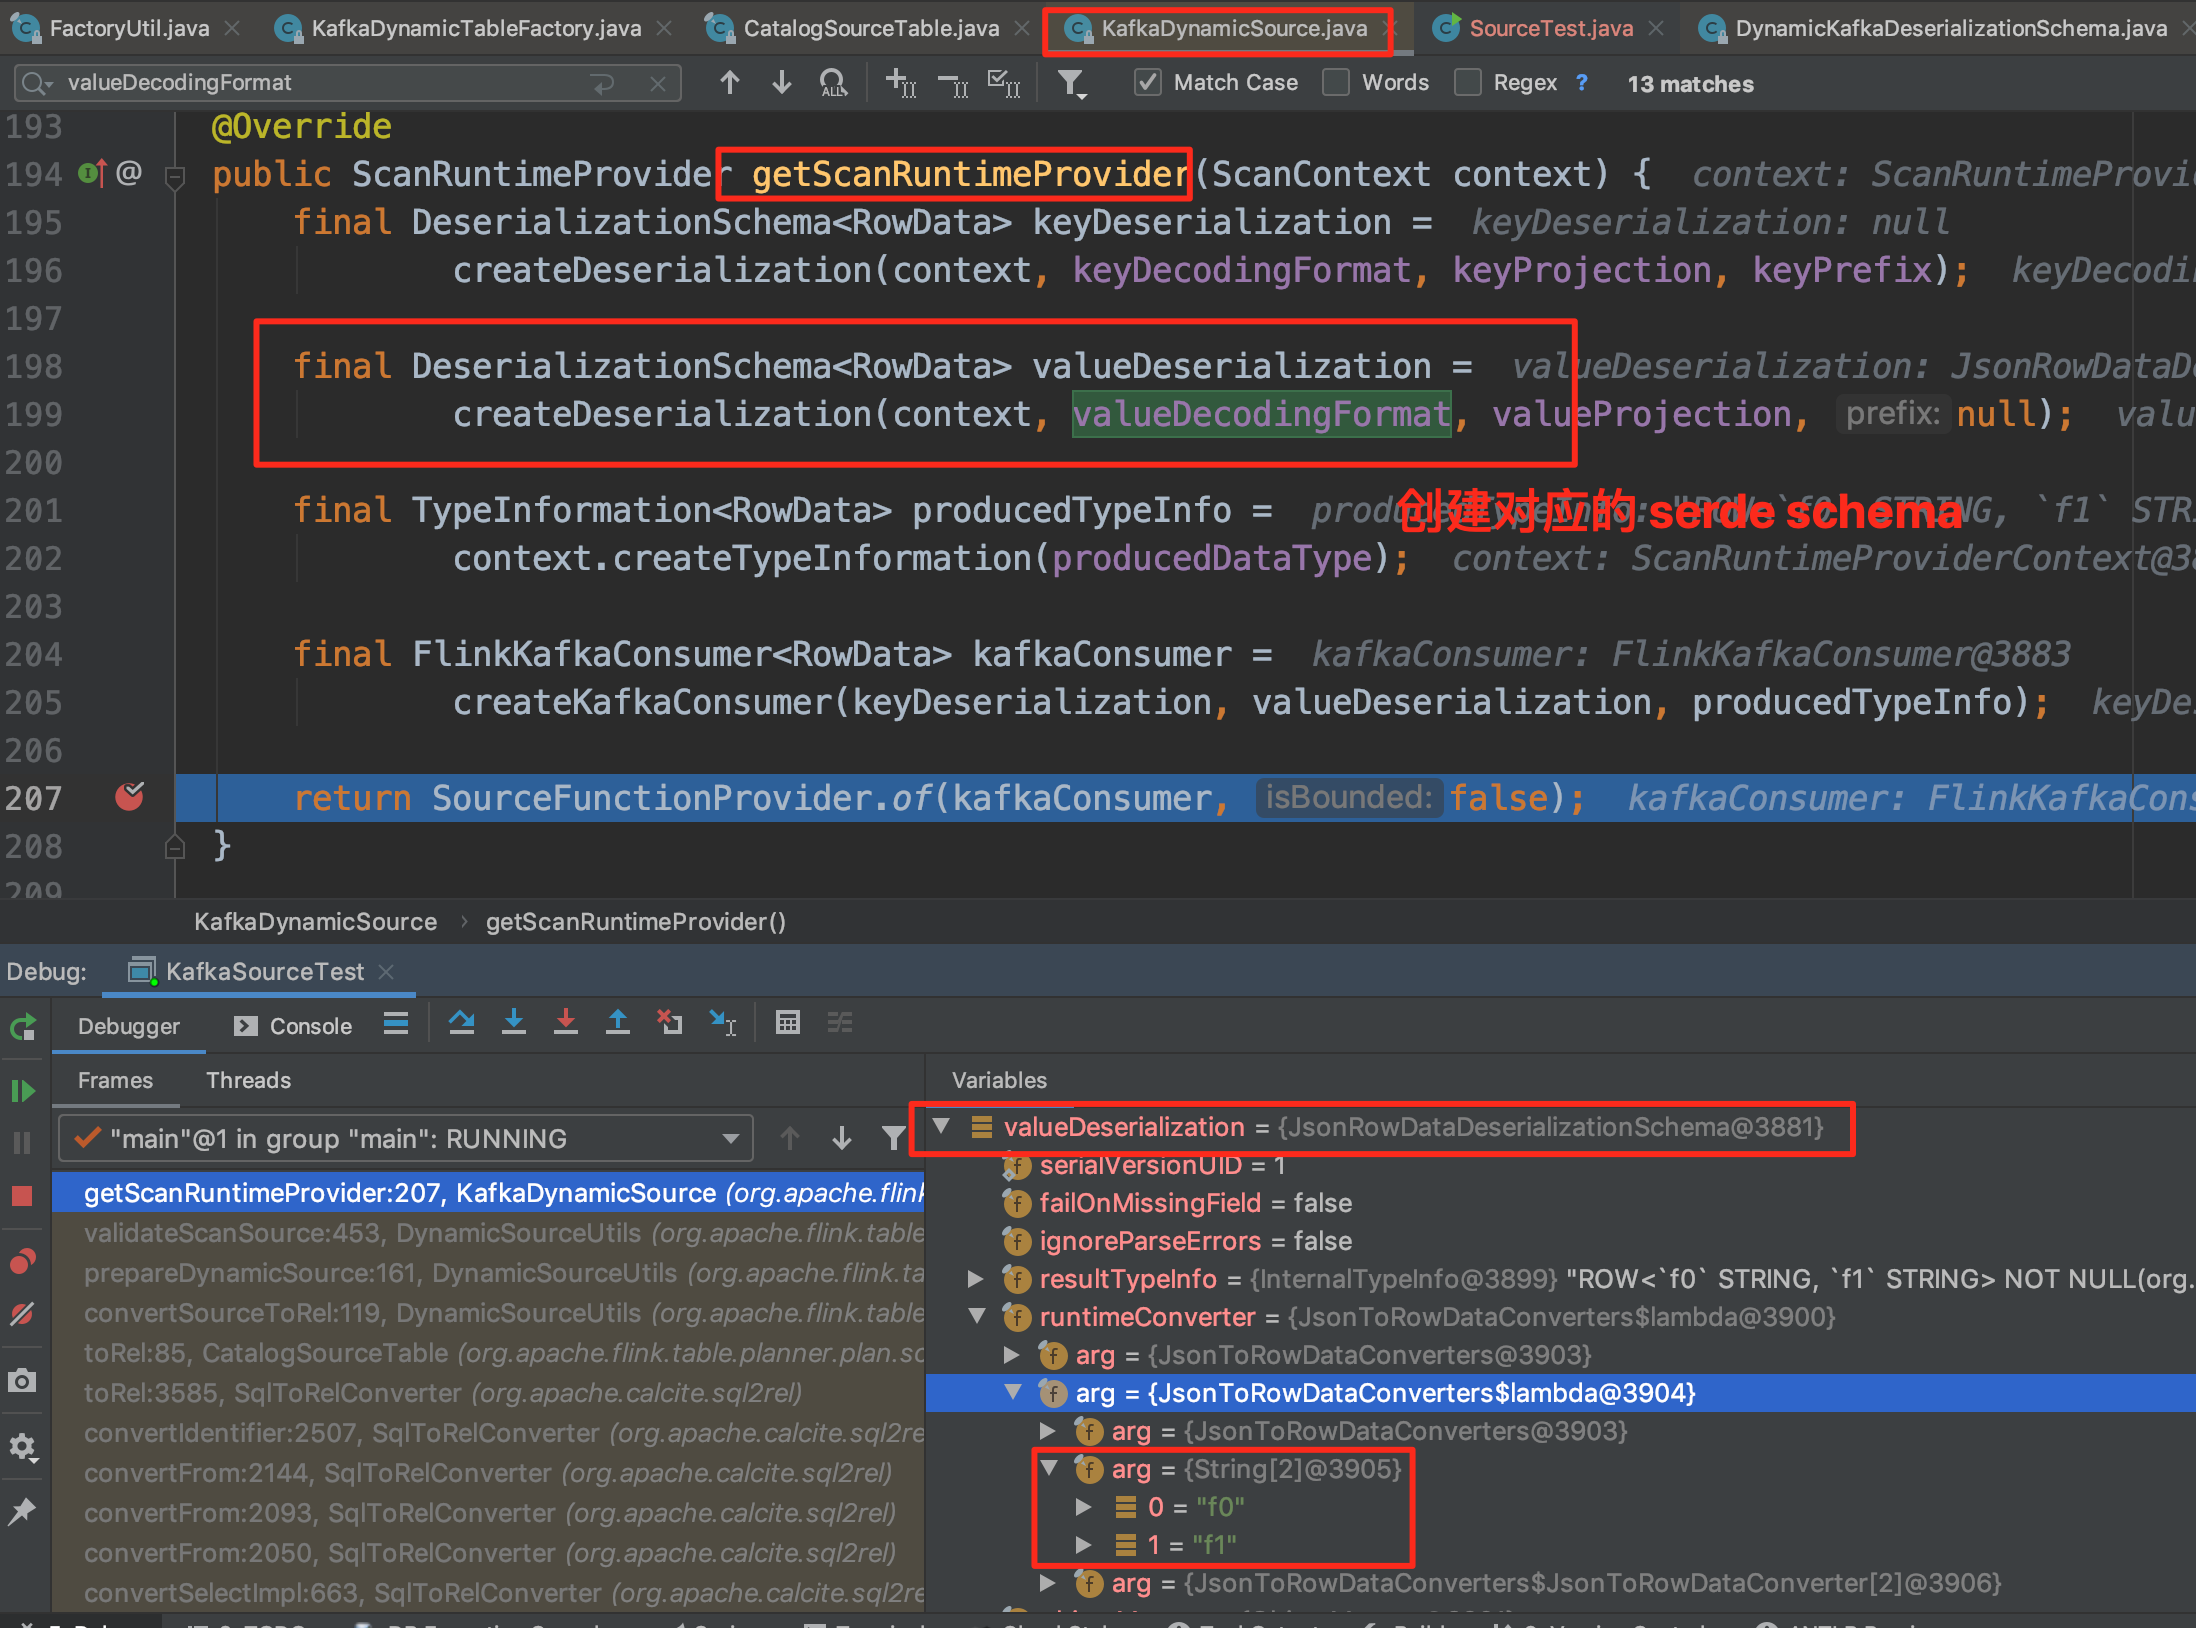 FactoryUtil.java KafkaDynamicTableFactory.java CatalogSourceTable.java KafkaDynamicSource.java SourceTest.java DynamicKafkaDeserializationSchema.java
valueDecodingFormat Match Case Words Regex ? 13 matches
193 @Override
194 @ public ScanRuntimeProvider getScanRuntimeProvider(ScanContext context) { context: ScanRuntimeProvi
195 final DeserializationSchema<RowData> keyDeserialization = keyDeserialization: null
196 createDeserialization(context, keyDecodingFormat, keyProjection, keyPrefix); keyDecodi
197
198 final DeserializationSchema<RowData> valueDeserialization = valueDeserialization: JsonRowDataDe
199 createDeserialization(context, valueDecodingFormat, valueProjection, prefix: null); valu
200
201 final TypeInformation<RowData> producedTypeInfo = `f1` STRI
创建对应的 serde schema
202 context.createTypeInformation(producedDataType); context: ScanRuntimeProviderContext@38
203
204 final FlinkKafkaConsumer<RowData> kafkaConsumer = kafkaConsumer: FlinkKafkaConsumer@3883
205 createKafkaConsumer(keyDeserialization, valueDeserialization, producedTypeInfo); keyDe
206
207 return SourceFunctionProvider.of(kafkaConsumer, isBounded: false); kafkaConsumer: FlinkKafkaCons
208 }
209
KafkaDynamicSource › getScanRuntimeProvider()
Debug: KafkaSourceTest
Debugger Console
Frames Threads
"main"@1 in group "main": RUNNING
getScanRuntimeProvider:207, KafkaDynamicSource (org.apache.flink
validateScanSource:453, DynamicSourceUtils (org.apache.flink.table
prepareDynamicSource:161, DynamicSourceUtils (org.apache.flink.ta
convertSourceToRel:119, DynamicSourceUtils (org.apache.flink.table
toRel:85, CatalogSourceTable (org.apache.flink.table.planner.plan.sc
toRel:3585, SqlToRelConverter (org.apache.calcite.sql2rel)
convertIdentifier:2507, SqlToRelConverter (org.apache.calcite.sql2re
convertFrom:2144, SqlToRelConverter (org.apache.calcite.sql2rel)
convertFrom:2093, SqlToRelConverter (org.apache.calcite.sql2rel)
convertFrom:2050, SqlToRelConverter (org.apache.calcite.sql2rel)
convertSelectImpl:663, SqlToRelConverter (org.apache.calcite.sql2re
Variables
valueDeserialization = {JsonRowDataDeserializationSchema@3881}
serialVersionUID = 1
failOnMissingField = false
ignoreParseErrors = false
resultTypeInfo = {InternalTypeInfo@3899} "ROW<`f0` STRING, `f1` STRING> NOT NULL(org.
runtimeConverter = {JsonToRowDataConverters$lambda@3900}
arg = {JsonToRowDataConverters@3903}
arg = {JsonToRowDataConverters$lambda@3904}
arg = {JsonToRowDataConverters@3903}
arg = {String[2]@3905}
0 = "f0"
1 = "f1"
arg = {JsonToRowDataConverters$JsonToRowDataConverter[2]@3906}